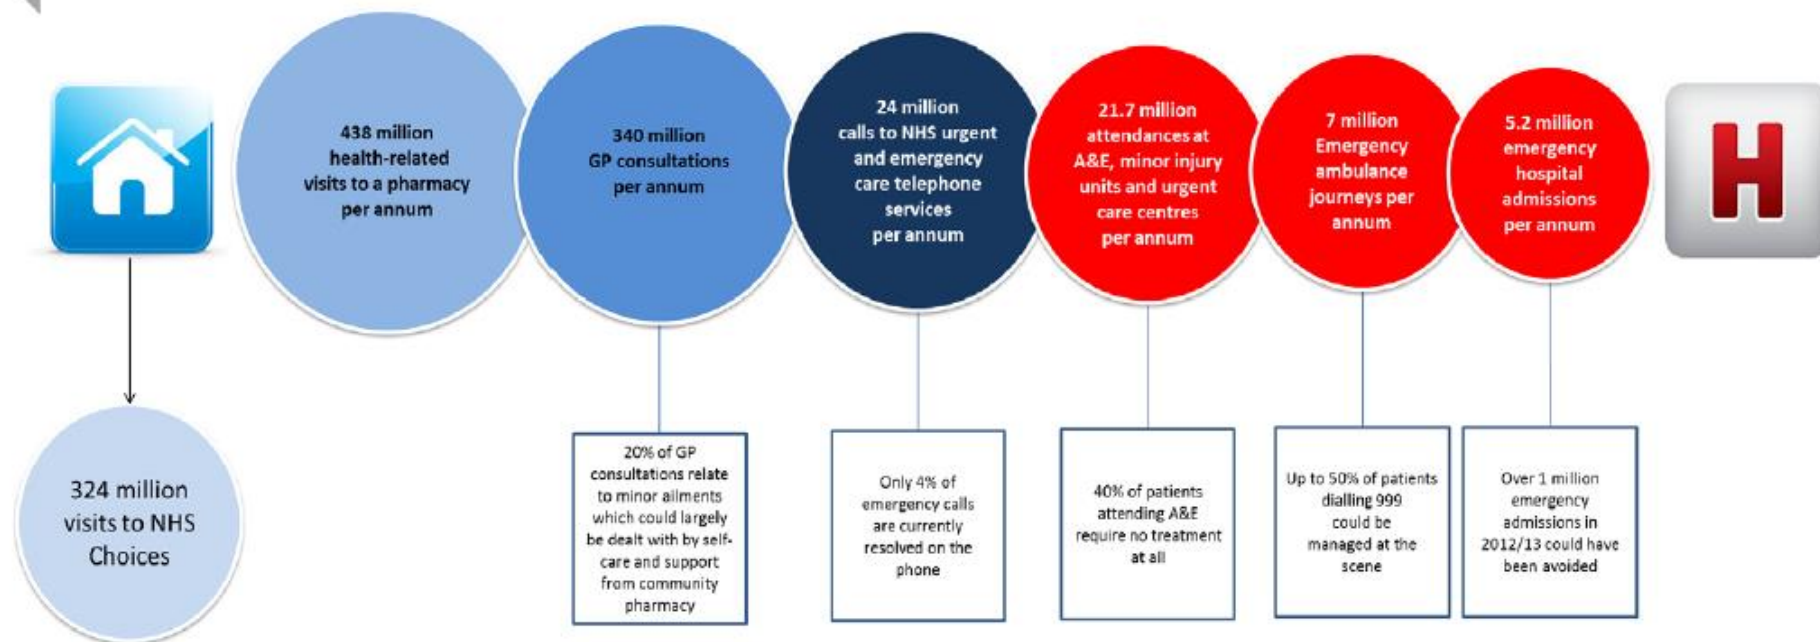 438 million
health-related
visits to a pharmacy
per annum
340 million
GP consultations
per annum
24 million
calls to NHS urgent
and emergency
care telephone
services
per annum
21.7 million
attendances at
A&E, minor injury
units and urgent
care centres
per annum
7 million
Emergency
ambulance
journeys per
annum
5.2 million
emergency
hospital
admissions
per annum
H
324 million
visits to NHS
Choices
20% of GP
consultations relate
to minor ailments
which could largely
be dealt with by self-
care and support
from community
pharmacy
Only 4% of
emergency calls
are currently
resolved on the
phone
40% of patients
attending A&E
require no treatment
at all
Up to 50% of patients
dialling 999
could be
managed at the
scene
Over 1 million
emergency
admissions in
2012/13 could have
been avoided